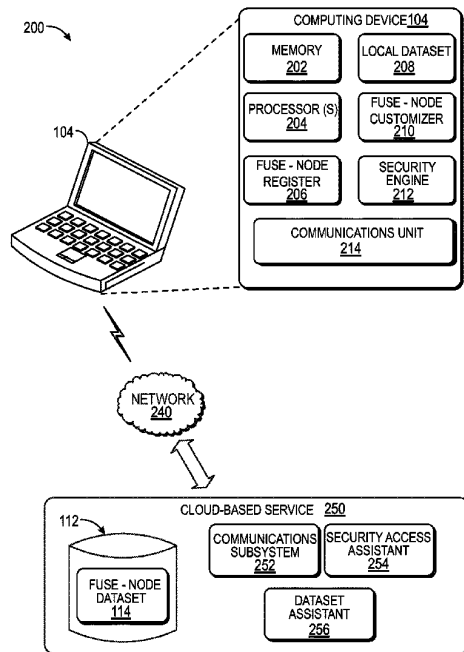 200
COMPUTING DEVICE 104
MEMORY
202
LOCAL DATASET
208
104
PROCESSOR (S)
204
FUSE - NODE
CUSTOMIZER
210
FUSE - NODE
REGISTER
206
SECURITY
ENGINE
212
COMMUNICATIONS UNIT
214
NETWORK
240
CLOUD-BASED SERVICE 250
112
FUSE - NODE
DATASET
114
COMMUNICATIONS
SUBSYSTEM
252
SECURITY ACCESS
ASSISTANT
254
DATASET
ASSISTANT
256